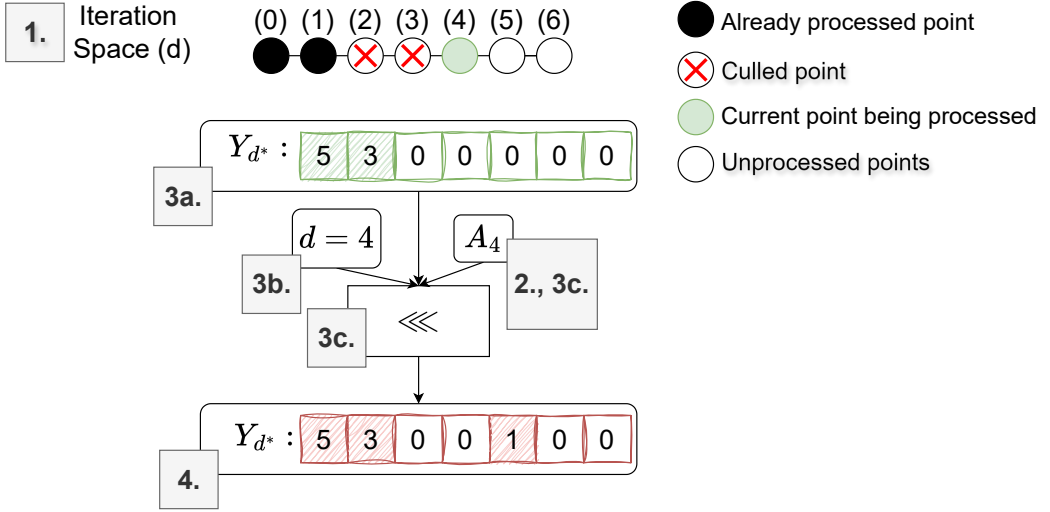 1.
Iteration
Space (d)
(0) (1) (2) (3) (4) (5) (6)
Already processed point
Culled point
Current point being processed
Unprocessed points
Y_{d*} : 5 3 0 0 0 0 0
3a.
d = 4
A_4
3b.
2., 3c.
3c.
⋘
Y_{d*} : 5 3 0 0 1 0 0
4.